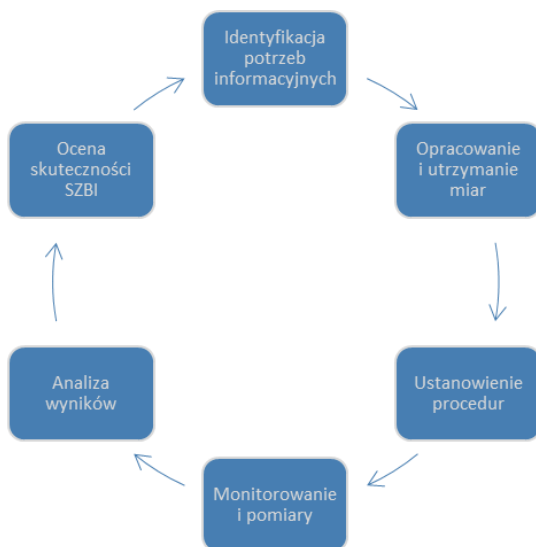 Identyfikacja
potrzeb
informacyjnych
Opracowanie
i utrzymanie
miar
Ustanowienie
procedur
Monitorowanie
i pomiary
Analiza
wyników
Ocena
skuteczności
SZBI